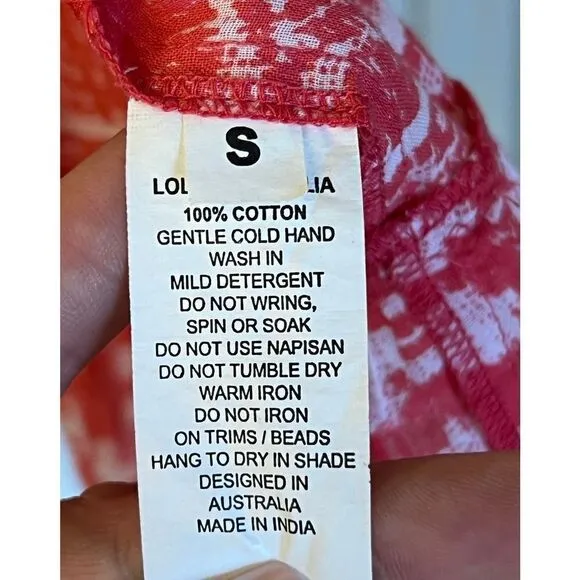 S
100% COTTON
GENTLE COLD HAND
WASH IN
MILD DETERGENT
DO NOT WRING,
SPIN OR SOAK
DO NOT USE NAPISAN
DO NOT TUMBLE DRY
WARM IRON
DO NOT IRON
ON TRIMS / BEADS
HANG TO DRY IN SHADE
DESIGNED IN
AUSTRALIA
MADE IN INDIA